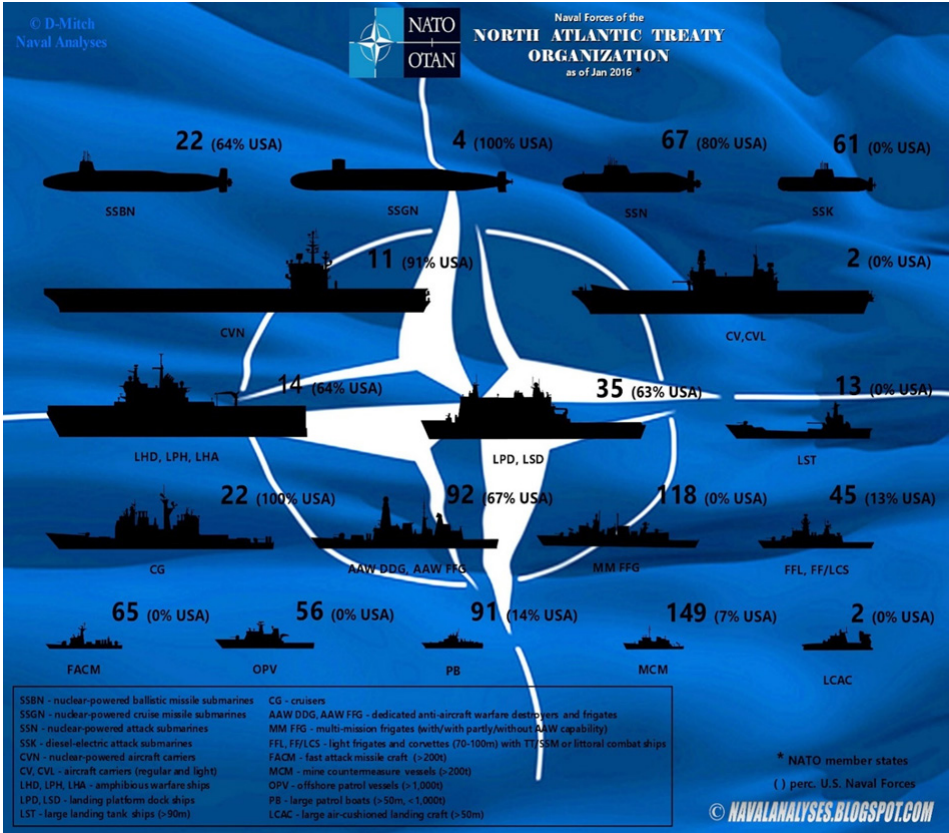 © D-Mitch
Naval Analyses
NATO
OTAN
Naval Forces of the
NORTH ATLANTIC TREATY
ORGANIZATION
as of Jan 2016 *
22 (64% USA)
SSBN
4 (100% USA)
SSGN
67 (80% USA)
SSN
61 (0% USA)
SSK
11 (91% USA)
CVN
2 (0% USA)
CV,CVL
14 (64% USA)
LHD, LPH, LHA
35 (63% USA)
LPD, LSD
13 (0% USA)
LST
22 (100% USA)
CG
92 (67% USA)
AAW DDG, AAW FFG
118 (0% USA)
MM FFG
45 (13% USA)
FFL, FF/LCS
65 (0% USA)
FACM
56 (0% USA)
OPV
91 (14% USA)
PB
149 (7% USA)
MCM
2 (0% USA)
LCAC
SSBN - nuclear-powered ballistic missile submarines
SSGN - nuclear-powered cruise missile submarines
SSN - nuclear-powered attack submarines
SSK - diesel-electric attack submarines
CVN - nuclear-powered aircraft carriers
CV, CVL - aircraft carriers (regular and light)
LHD, LPH, LHA - amphibious warfare ships
LPD, LSD - landing platform dock ships
LST - large landing tank ships (>90m)
CG - cruisers
AAW DDG, AAW FFG - dedicated anti-aircraft warfare destroyers and frigates
MM FFG - multi-mission frigates (with/with partly/without AAW capability)
FFL, FF/LCS - light frigates and corvettes (70-100m) with TT/SSM or littoral combat ships
FACM - fast attack missile craft (>200t)
MCM - mine countermeasure vessels (>200t)
OPV - offshore patrol vessels (>1,000t)
PB - large patrol boats (>50m, <1,000t)
LCAC - large air-cushioned landing craft (>50m)
* NATO member states
( ) perc. U.S. Naval Forces
© NAVALANALYSES.BLOGSPOT.COM